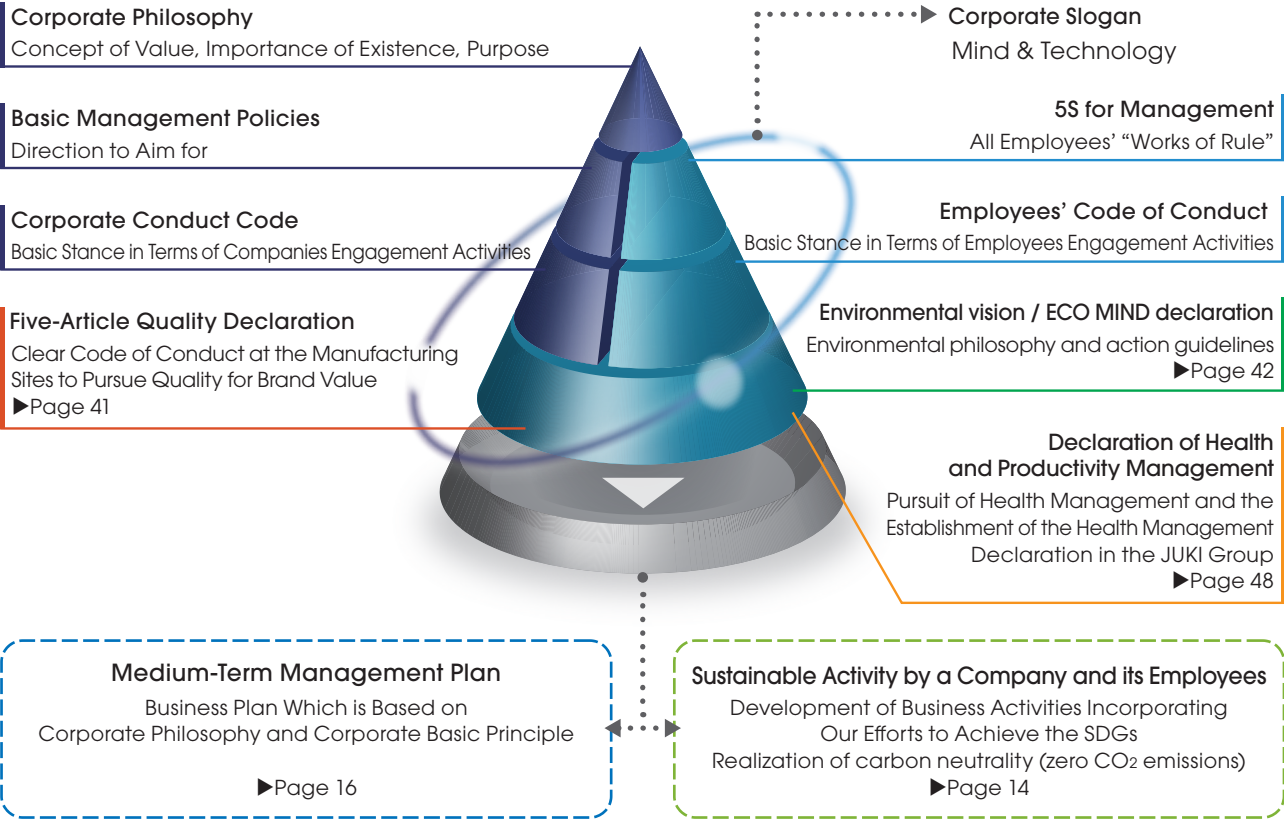 Corporate Philosophy
Concept of Value, Importance of Existence, Purpose
Basic Management Policies
Direction to Aim for
Corporate Conduct Code
Basic Stance in Terms of Companies Engagement Activities
Five-Article Quality Declaration
Clear Code of Conduct at the Manufacturing
Sites to Pursue Quality for Brand Value
▶Page 41
Corporate Slogan
Mind & Technology
5S for Management
All Employees’ “Works of Rule”
Employees’ Code of Conduct
Basic Stance in Terms of Employees Engagement Activities
Environmental vision / ECO MIND declaration
Environmental philosophy and action guidelines
▶Page 42
Declaration of Health
and Productivity Management
Pursuit of Health Management and the
Establishment of the Health Management
Declaration in the JUKI Group
▶Page 48
Medium-Term Management Plan
Business Plan Which is Based on
Corporate Philosophy and Corporate Basic Principle
▶Page 16
Sustainable Activity by a Company and its Employees
Development of Business Activities Incorporating
Our Efforts to Achieve the SDGs
Realization of carbon neutrality (zero CO2 emissions)
▶Page 14